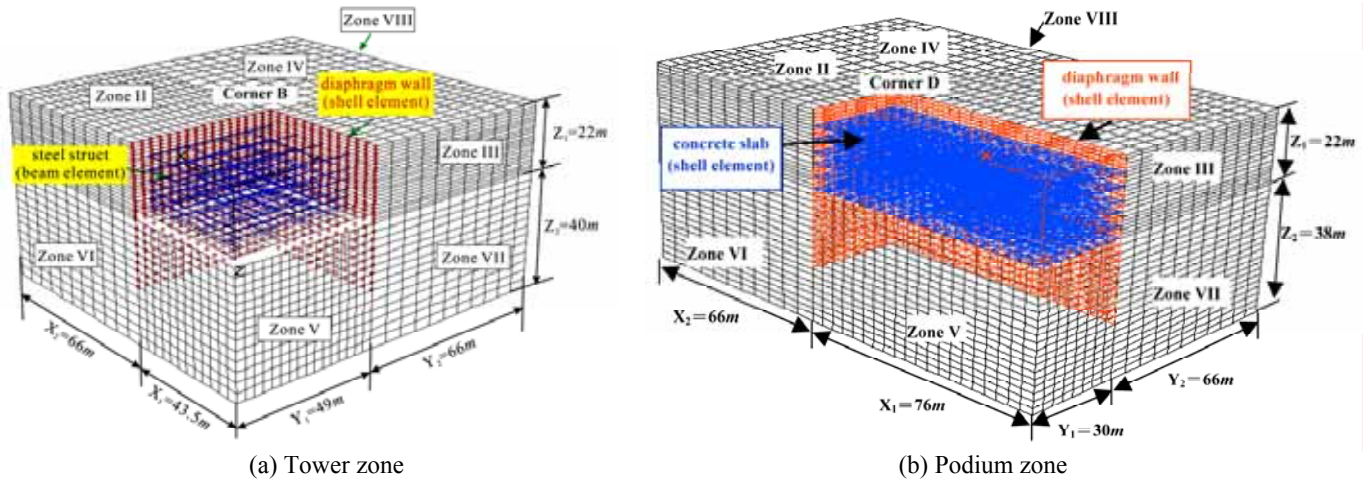 Zone VIII
Zone IV
Zone II
Corner B
diaphragm wall
(shell element)
steel struct
(beam element)
Zone III
Z₁=22m
Z₂=40m
Zone VI
Zone VII
Z
Zone V
X₂=66m
X₁=43.5m
Y₁=49m
Y₂=66m
(a) Tower zone
Zone VIII
Zone IV
Zone II
Corner D
diaphragm wall
(shell element)
concrete slab
(shell element)
Zone III
Z₁=22m
Z₂=38m
Zone VI
Zone VII
Zone V
X₂=66m
X₁=76m
Y₂=66m
Y₁=30m
(b) Podium zone